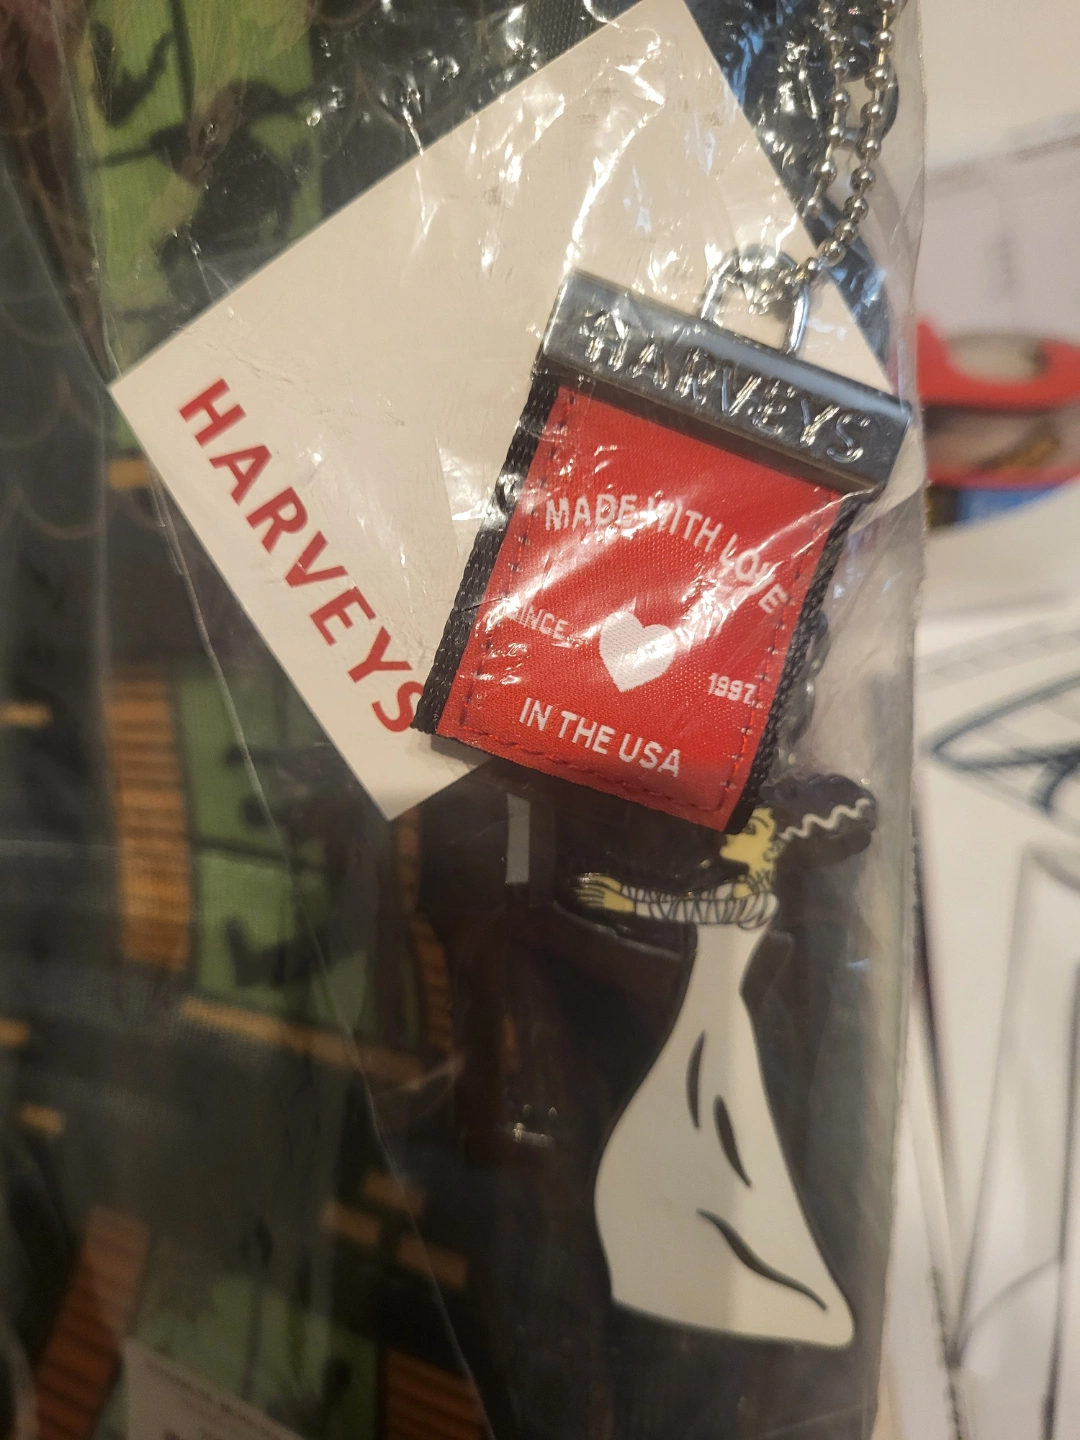 HARVEYS
HARVEYS
MADE WITH LOVE
SINCE 1997
IN THE USA